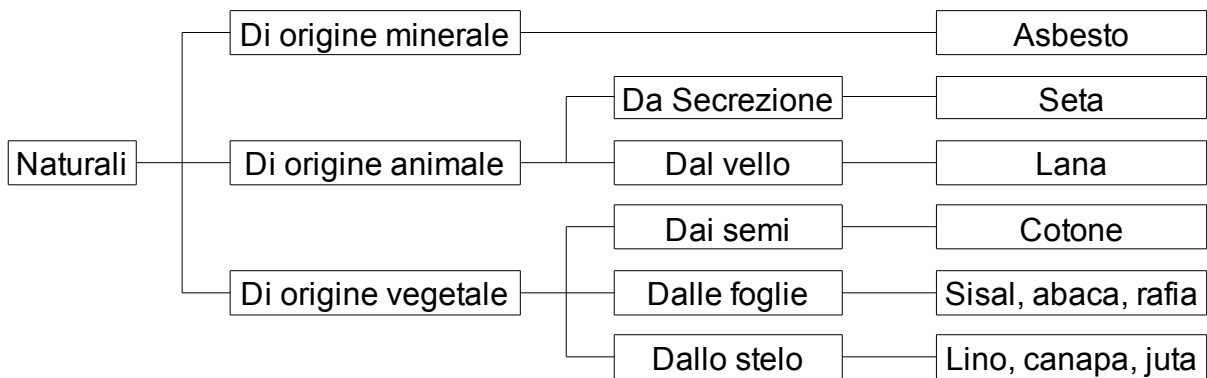 Di origine minerale
Asbesto
Da Secrezione
Seta
Naturali
Di origine animale
Dal vello
Lana
Dai semi
Cotone
Di origine vegetale
Dalle foglie
Sisal, abaca, rafia
Dallo stelo
Lino, canapa, juta